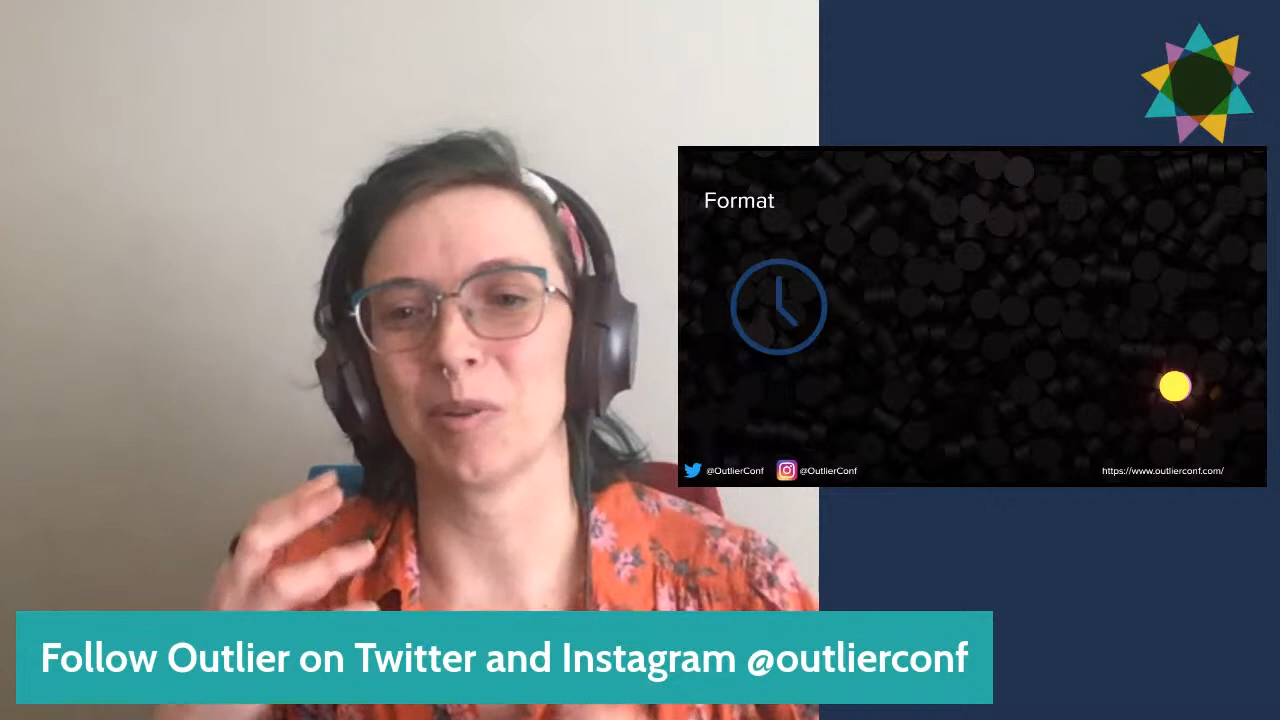 Format
@OutlierConf
@OutlierConf
https://www.outlierconf.com/
Follow Outlier on Twitter and Instagram @outlierconf